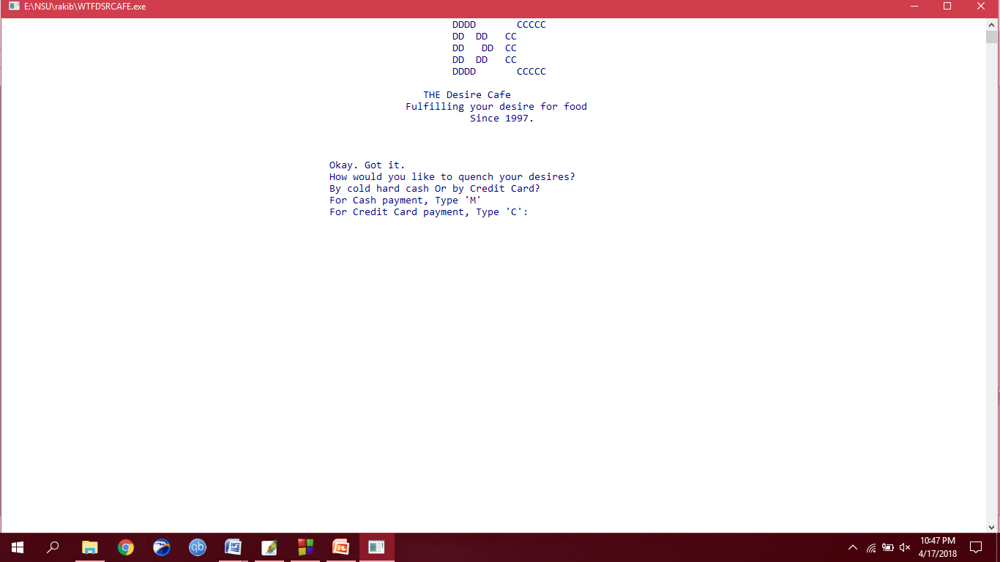 E:\NSU\rakib\WTFDSRCAFE.exe
DDDD       CCCCC
DD  DD   CC
DD   DD  CC
DD  DD   CC
DDDD       CCCCC
THE Desire Cafe
Fulfilling your desire for food
Since 1997.
Okay. Got it.
How would you like to quench your desires?
By cold hard cash Or by Credit Card?
For Cash payment, Type 'M'
For Credit Card payment, Type 'C':
qb
10:47 PM
4/17/2018